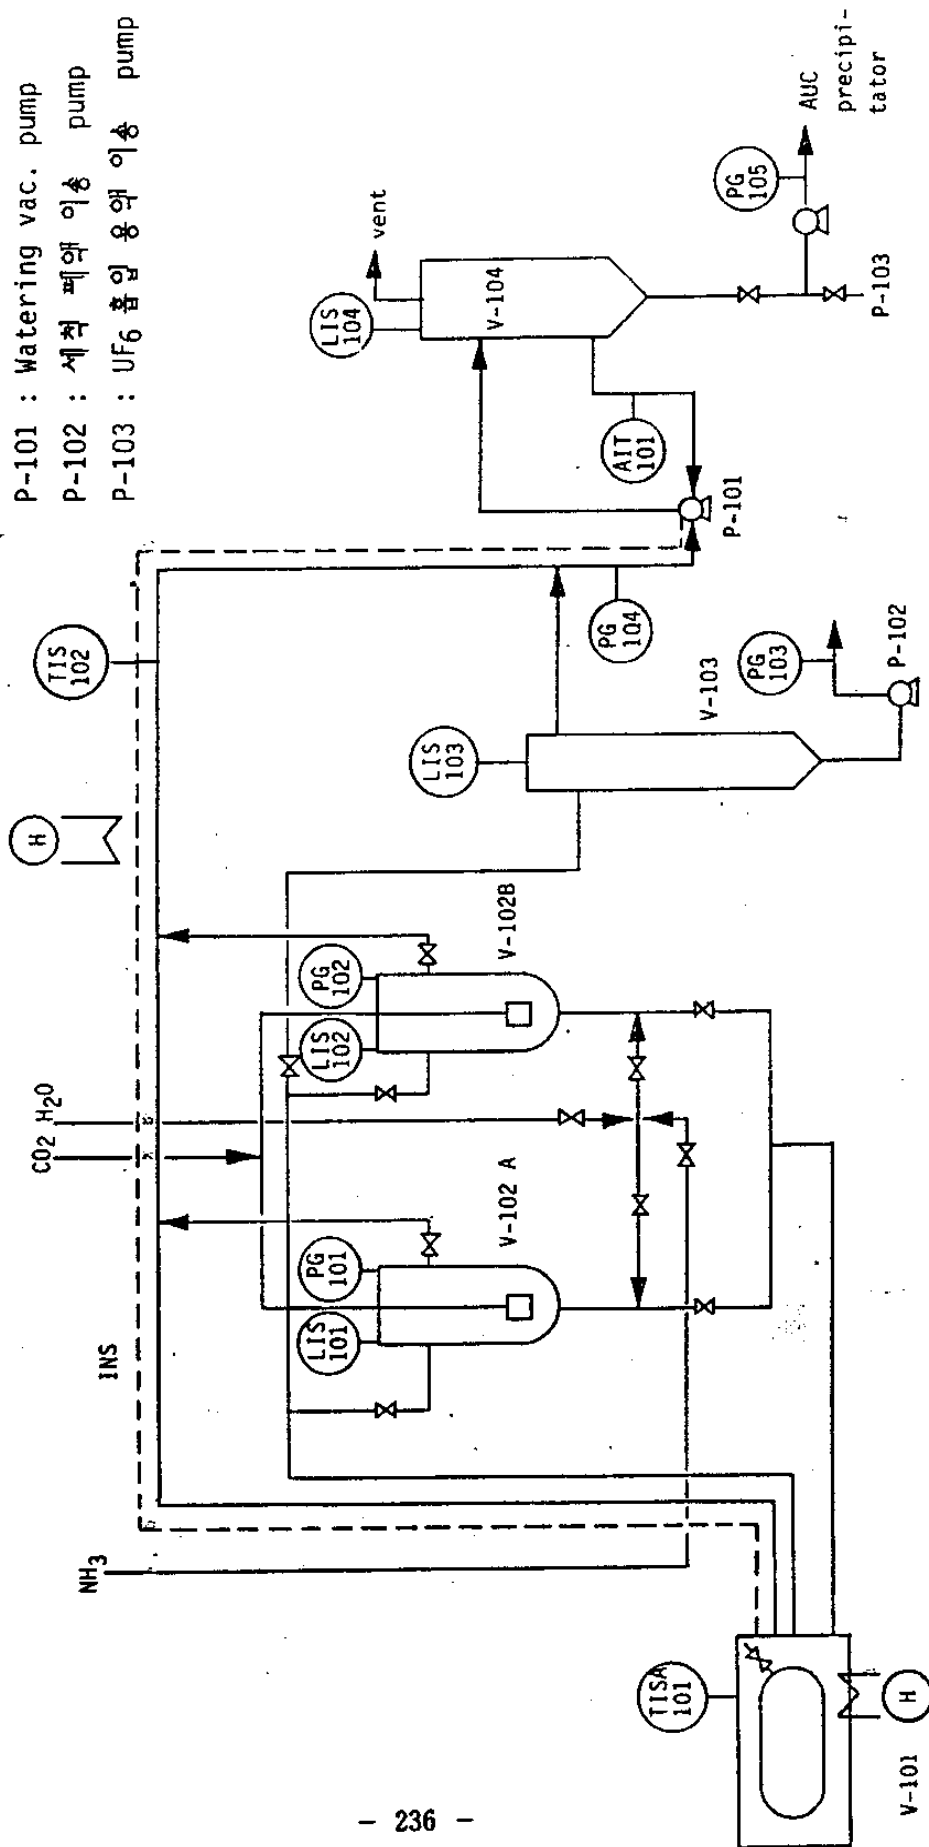 P-101 : Watering vac. pump
P-102 : 세척 폐액 이송 pump
P-103 : UF6 흡입 용액 이송 pump
TIS
102
H
INS
CO2 H2O
NH3
LIS
104
vent
V-104
PG
105
AUC
precipi-
tator
AIT
101
P-101
P-103
PG
104
LIS
103
V-103
PG
103
P-102
PG
102
LIS
102
V-102B
PG
101
LIS
101
V-102 A
TISA
101
H
V-101
- 236 -